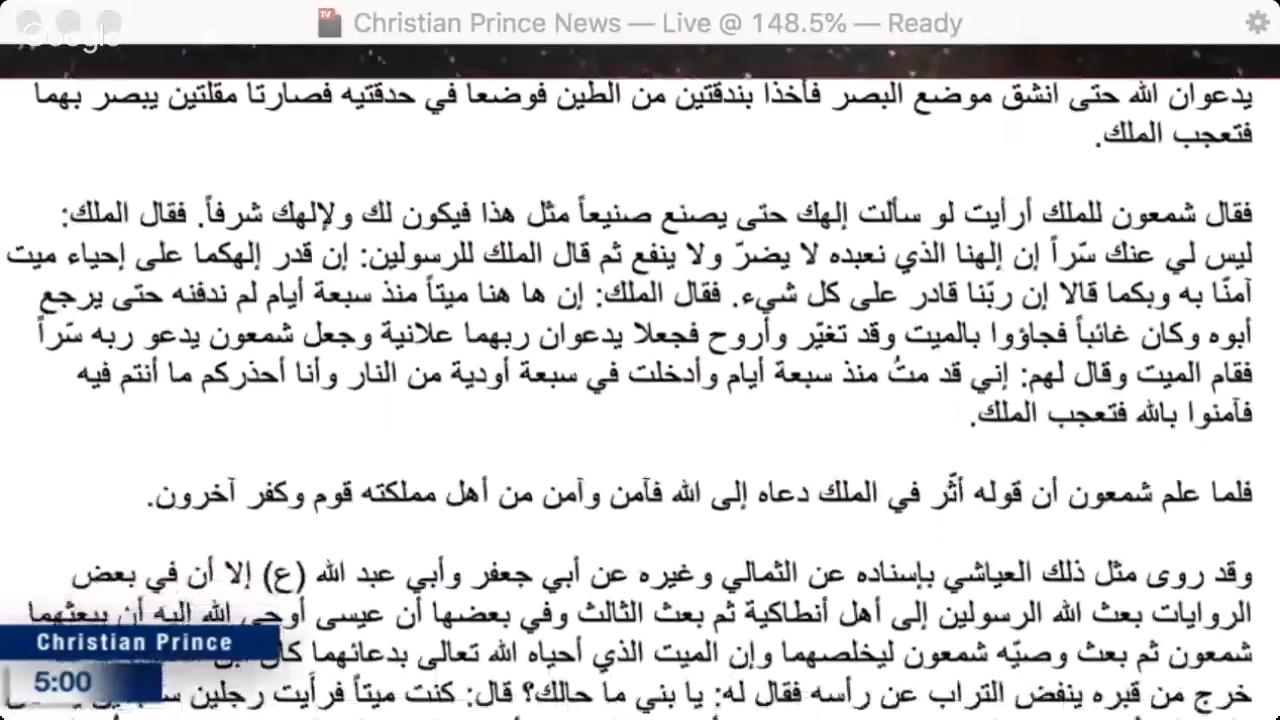 Christian Prince News — Live @ 148.5% — Ready
Google
يدعوان الله حتى انشق موضع البصر فأخذا بندقتين من الطين فوضعا في حدقتيه فصارتا مقلتين يبصر بهما
فتعجب الملك.
فقال شمعون للملك أرأيت لو سألت إلهك حتى يصنع صنيعاً مثل هذا فيكون لك ولإلهك شرفاً. فقال الملك:
ليس لي عنك سّراً إن إلهنا الذي نعبده لا يضرّ ولا ينفع ثم قال الملك للرسولين: إن قدر إلهكما على إحياء ميت
آمنّا به وبكما قالا إن ربّنا قادر على كل شيء. فقال الملك: إن ها هنا ميتاً منذ سبعة أيام لم ندفنه حتى يرجع
أبوه وكان غائباً فجاؤوا بالميت وقد تغيّر وأروح فجعلا يدعوان ربهما علانية وجعل شمعون يدعو ربه سّراً
فقام الميت وقال لهم: إني قد متُّ منذ سبعة أيام وأدخلت في سبعة أودية من النار وأنا أحذركم ما أنتم فيه
فآمنوا بالله فتعجب الملك.
فلما علم شمعون أن قوله أثّر في الملك دعاه إلى الله فآمن وآمن من أهل مملكته قوم وكفر آخرون.
وقد روى مثل ذلك العياشي بإسناده عن الثمالي وغيره عن أبي جعفر وأبي عبد الله (ع) إلا أن في بعض
الروايات بعث الله الرسولين إلى أهل أنطاكية ثم بعث الثالث وفي بعضها أن عيسى أوحى الله إليه أن يبعثهما
شمعون ثم بعث وصيّه شمعون ليخلصهما وإن الميت الذي أحياه الله تعالى بدعائهما
خرج من قبره ينفض التراب عن رأسه فقال له: يا بني ما حالك؟ قال: كنت ميتاً فرأيت رجلين
Christian Prince
5:00